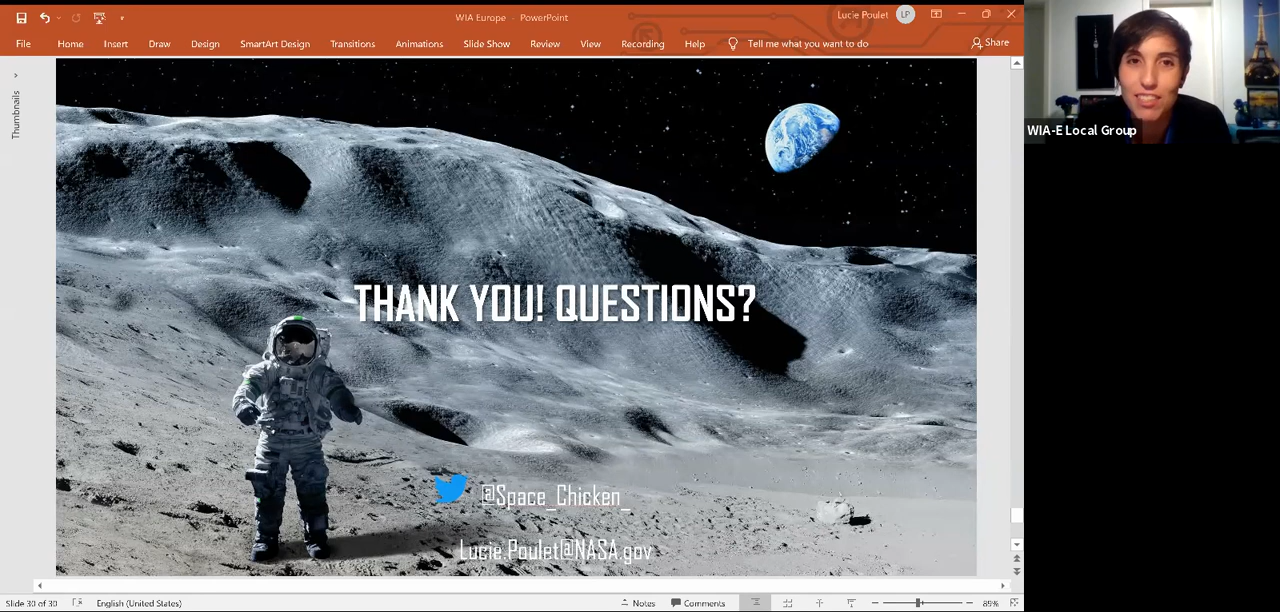 WIA Europe - PowerPoint
Lucie Poulet
LP
File
Home
Insert
Draw
Design
SmartArt Design
Transitions
Animations
Slide Show
Review
View
Recording
Help
Tell me what you want to do
Share
Thumbnails
WIA-E Local Group
THANK YOU! QUESTIONS?
@Space_Chicken_
Lucie.Poulet@NASA.gov
Slide 30 of 30
English (United States)
Notes
Comments
89%